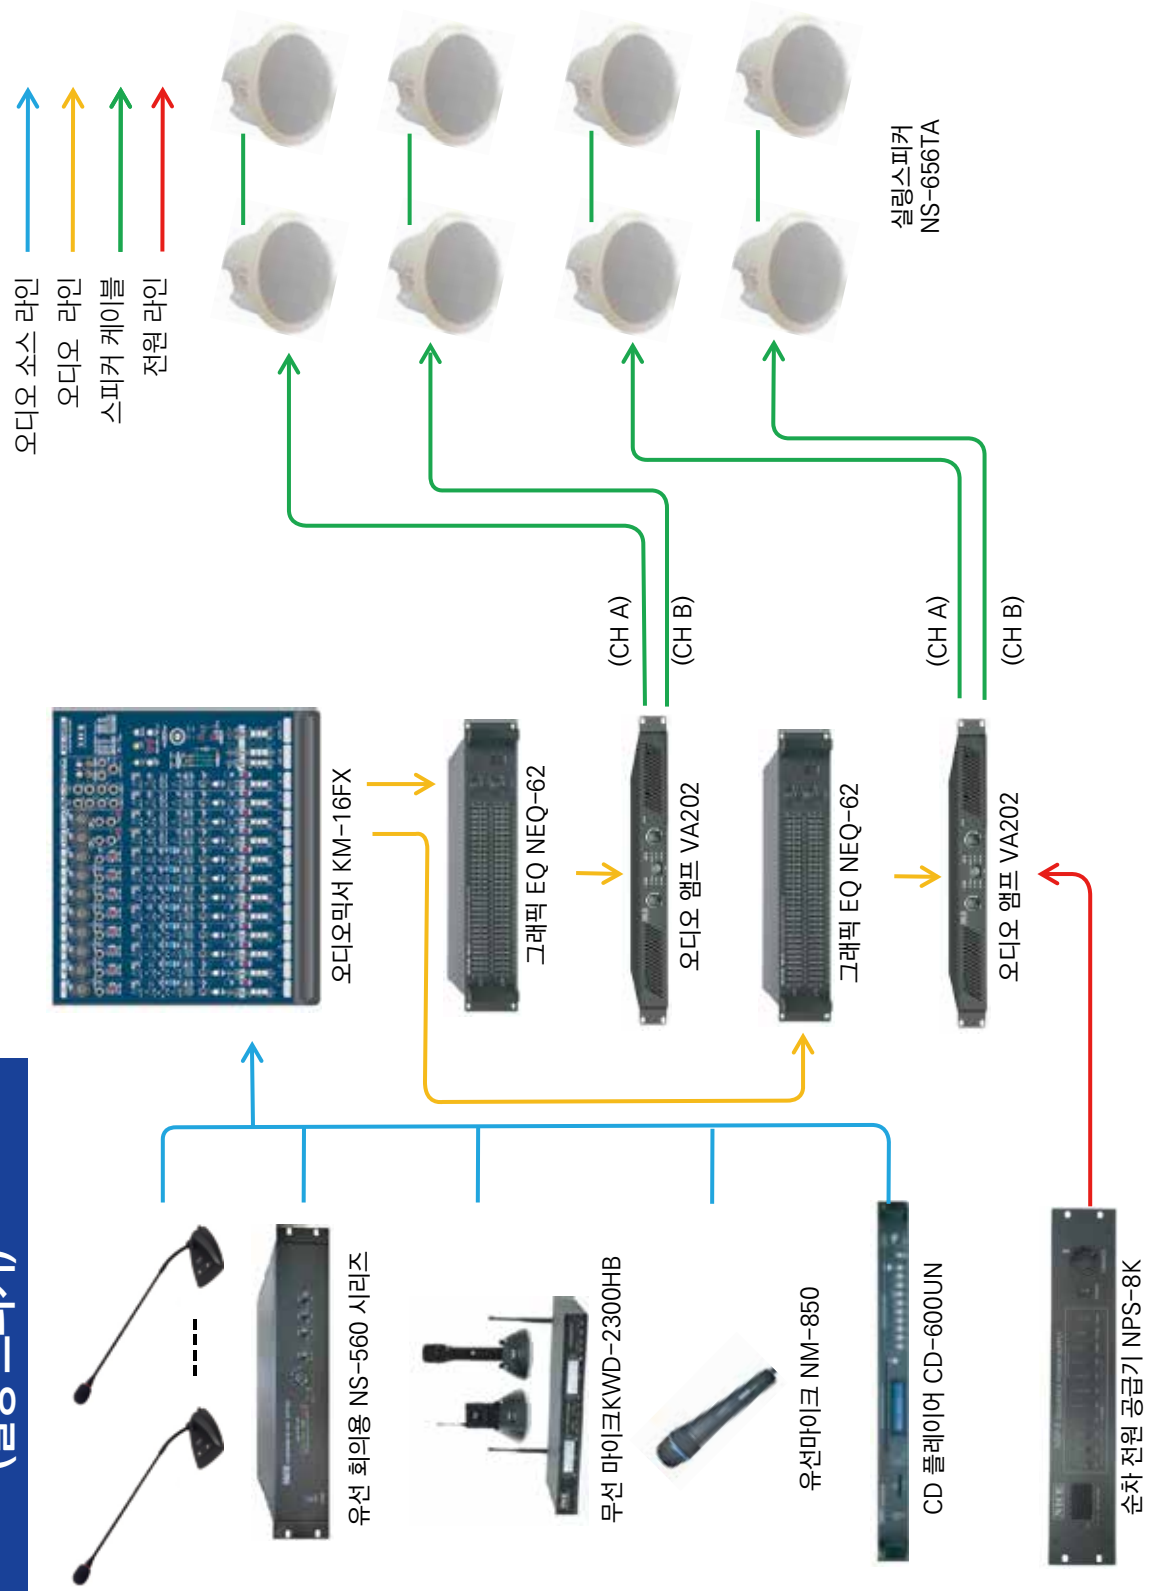 오디오 소스 라인
오디오 라인
스피커 케이블
전원 라인
실링스피커
NS-656TA
(CH A)
(CH B)
(CH A)
(CH B)
오디오믹서 KM-16FX
그래픽 EQ NEQ-62
오디오 앰프 VA202
그래픽 EQ NEQ-62
오디오 앰프 VA202
유선 회의용 NS-560 시리즈
무선 마이크KWD-2300HB
유선마이크 NM-850
CD 플레이어 CD-600UN
순차 전원 공급기 NPS-8K